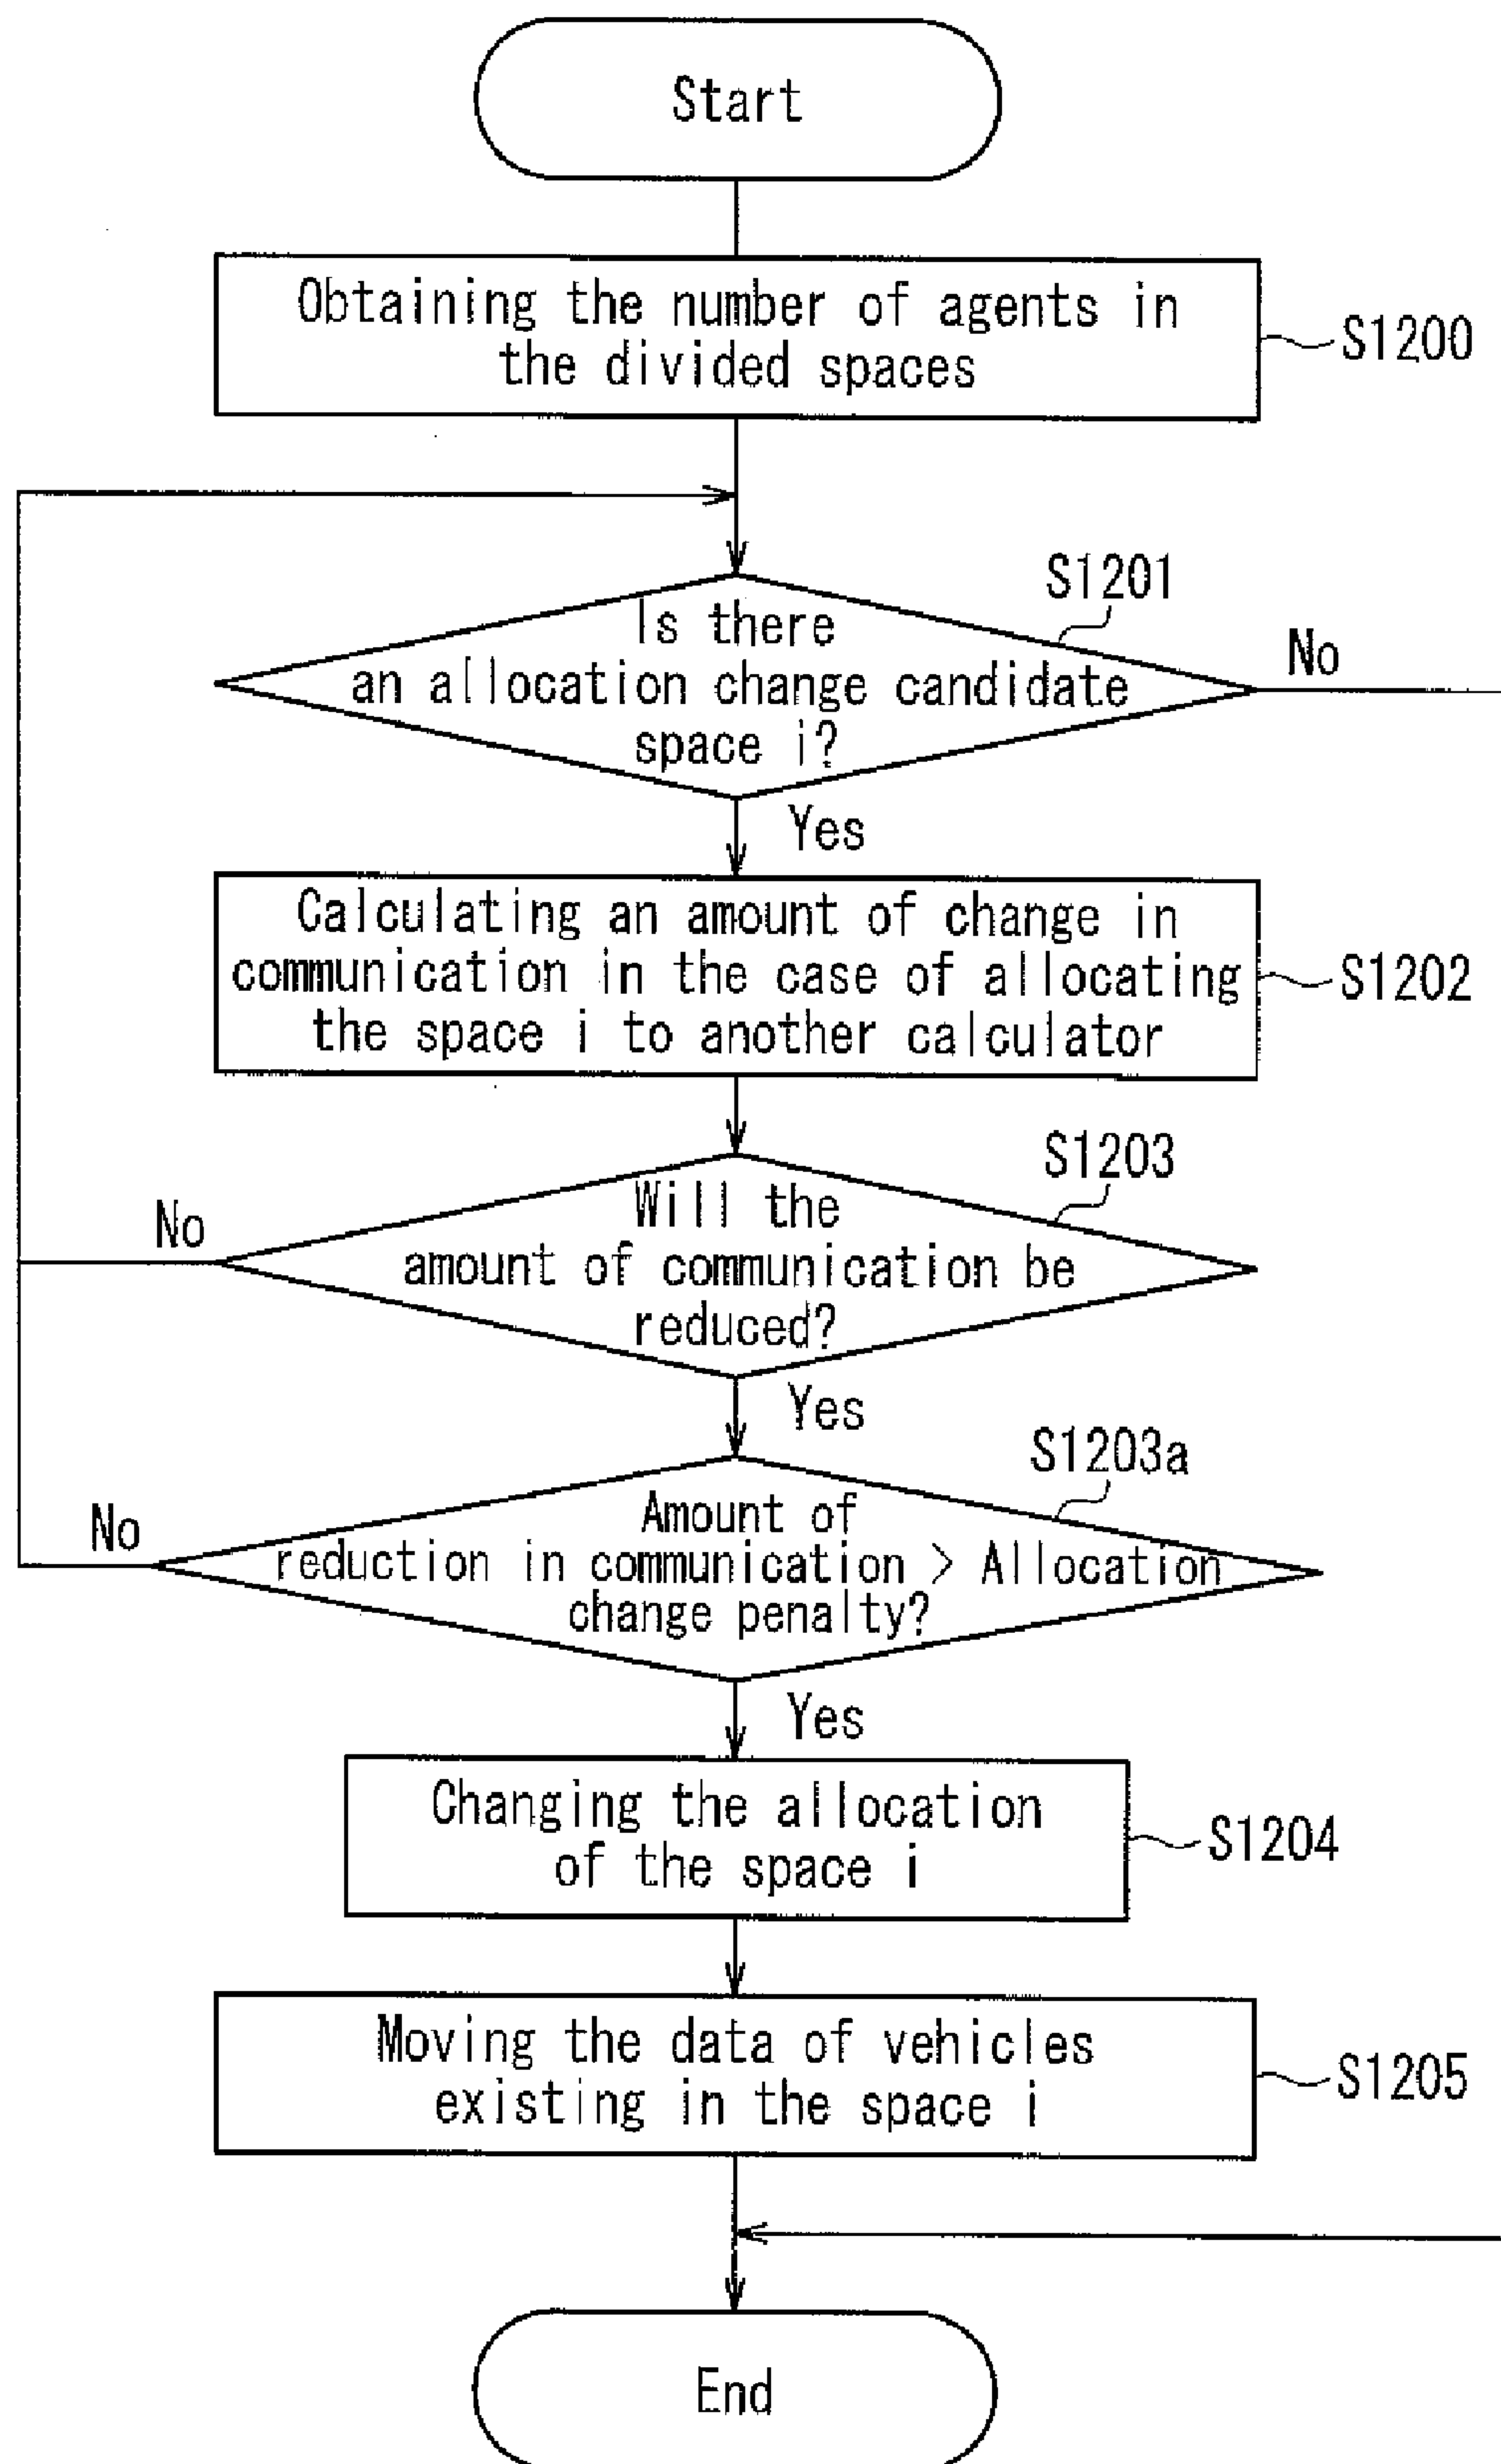 Start
Obtaining the number of agents in
the divided spaces
S1200
S1201
Is there
an allocation change candidate
space i?
No
Yes
Calculating an amount of change in
communication in the case of allocating
the space i to another calculator
S1202
S1203
Will the
amount of communication be
reduced?
No
Yes
S1203a
Amount of
reduction in communication > Allocation
change penalty?
No
Yes
Changing the allocation
of the space i
S1204
Moving the data of vehicles
existing in the space i
S1205
End